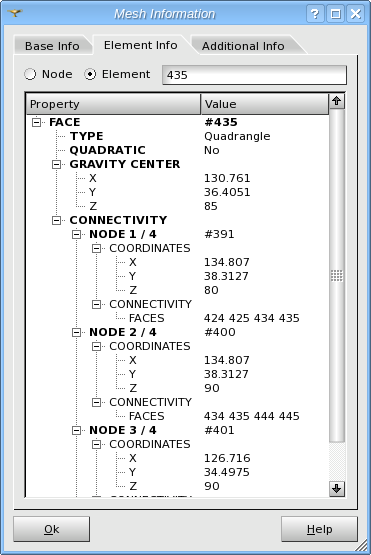 Mesh Information
Base Info Element Info Additional Info
Node Element 435
Property Value
FACE #435
TYPE Quadrangle
QUADRATIC No
GRAVITY CENTER
X 130.761
Y 36.4051
Z 85
CONNECTIVITY
NODE 1 / 4 #391
COORDINATES
X 134.807
Y 38.3127
Z 80
CONNECTIVITY
FACES 424 425 434 435
NODE 2 / 4 #400
COORDINATES
X 134.807
Y 38.3127
Z 90
CONNECTIVITY
FACES 434 435 444 445
NODE 3 / 4 #401
COORDINATES
X 126.716
Y 34.4975
Z 90
Ok Help